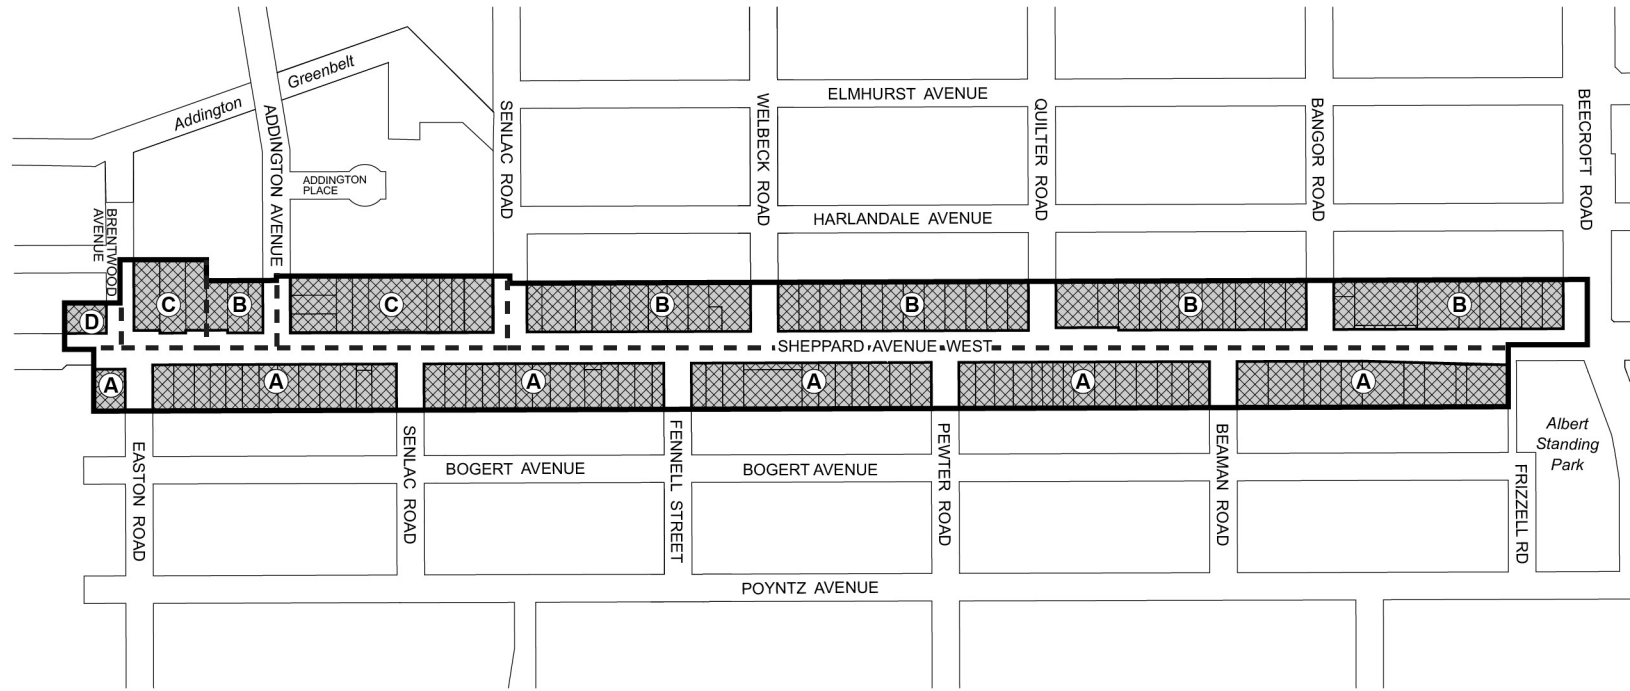 ELMHURST AVENUE
Addington Greenbelt
ADDINGTON AVENUE
SENLAC ROAD
WELBECK ROAD
QUILTER ROAD
BANGOR ROAD
BEECROFT ROAD
ADDINGTON
PLACE
BRENTWOOD
AVENUE
HARLANDALE AVENUE
C
B
C
B
B
B
B
D
SHEPPARD AVENUE WEST
A
A
A
A
A
A
Albert
Standing
Park
EASTON ROAD
SENLAC ROAD
FENNELL STREET
PEWTER ROAD
BEAMAN ROAD
FRIZZELL RD
BOGERT AVENUE
BOGERT AVENUE
POYNTZ AVENUE